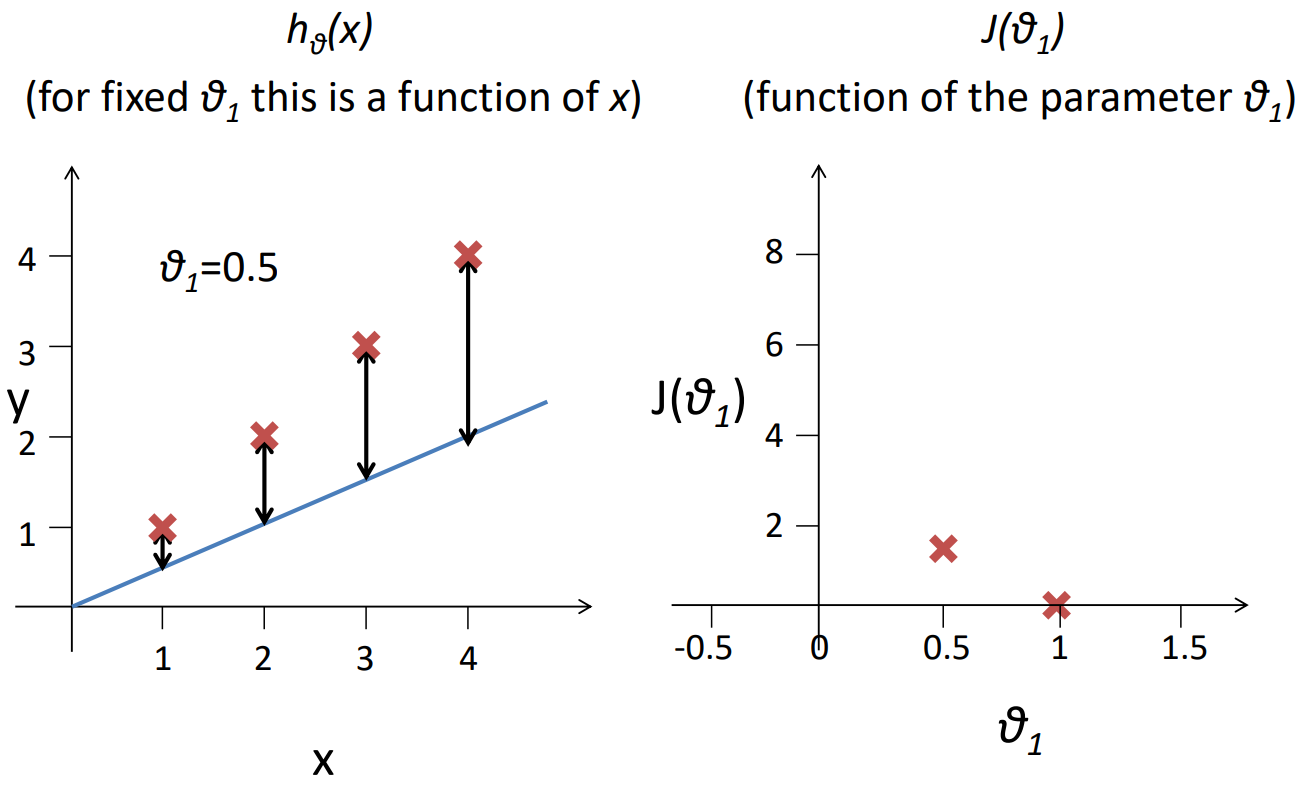 hϑ(x)
(for fixed ϑ1 this is a function of x)
4
3
y
2
1
ϑ1=0.5
1 2 3 4
x
J(ϑ1)
(function of the parameter ϑ1)
8
6
J(ϑ1)
4
2
-0.5 0 0.5 1 1.5
ϑ1